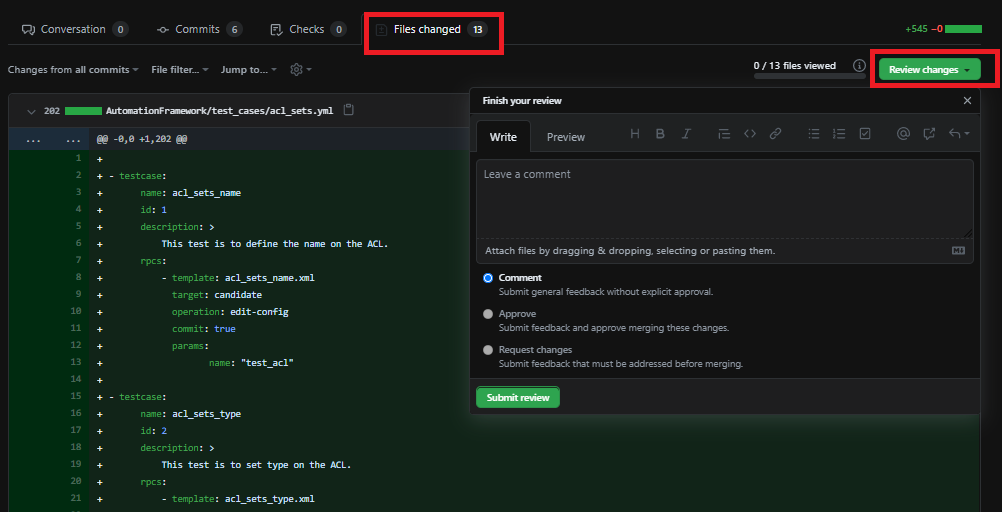 Conversation 0 Commits 6 Checks 0 Files changed 13 +545 −0
Changes from all commits File filter... Jump to... 0 / 13 files viewed Review changes
202 AutomationFramework/test_cases/acl_sets.yml
... ... @@ -0,0 +1,202 @@
1 +
2 + - testcase:
3 + name: acl_sets_name
4 + id: 1
5 + description: >
6 + This test is to define the name on the ACL.
7 + rpcs:
8 + - template: acl_sets_name.xml
9 + target: candidate
10 + operation: edit-config
11 + commit: true
12 + params:
13 + name: "test_acl"
14 +
15 + - testcase:
16 + name: acl_sets_type
17 + id: 2
18 + description: >
19 + This test is to set type on the ACL.
20 + rpcs:
21 + - template: acl_sets_type.xml
Finish your review
Write Preview
Leave a comment
Attach files by dragging & dropping, selecting or pasting them.
Comment
Submit general feedback without explicit approval.
Approve
Submit feedback and approve merging these changes.
Request changes
Submit feedback that must be addressed before merging.
Submit review